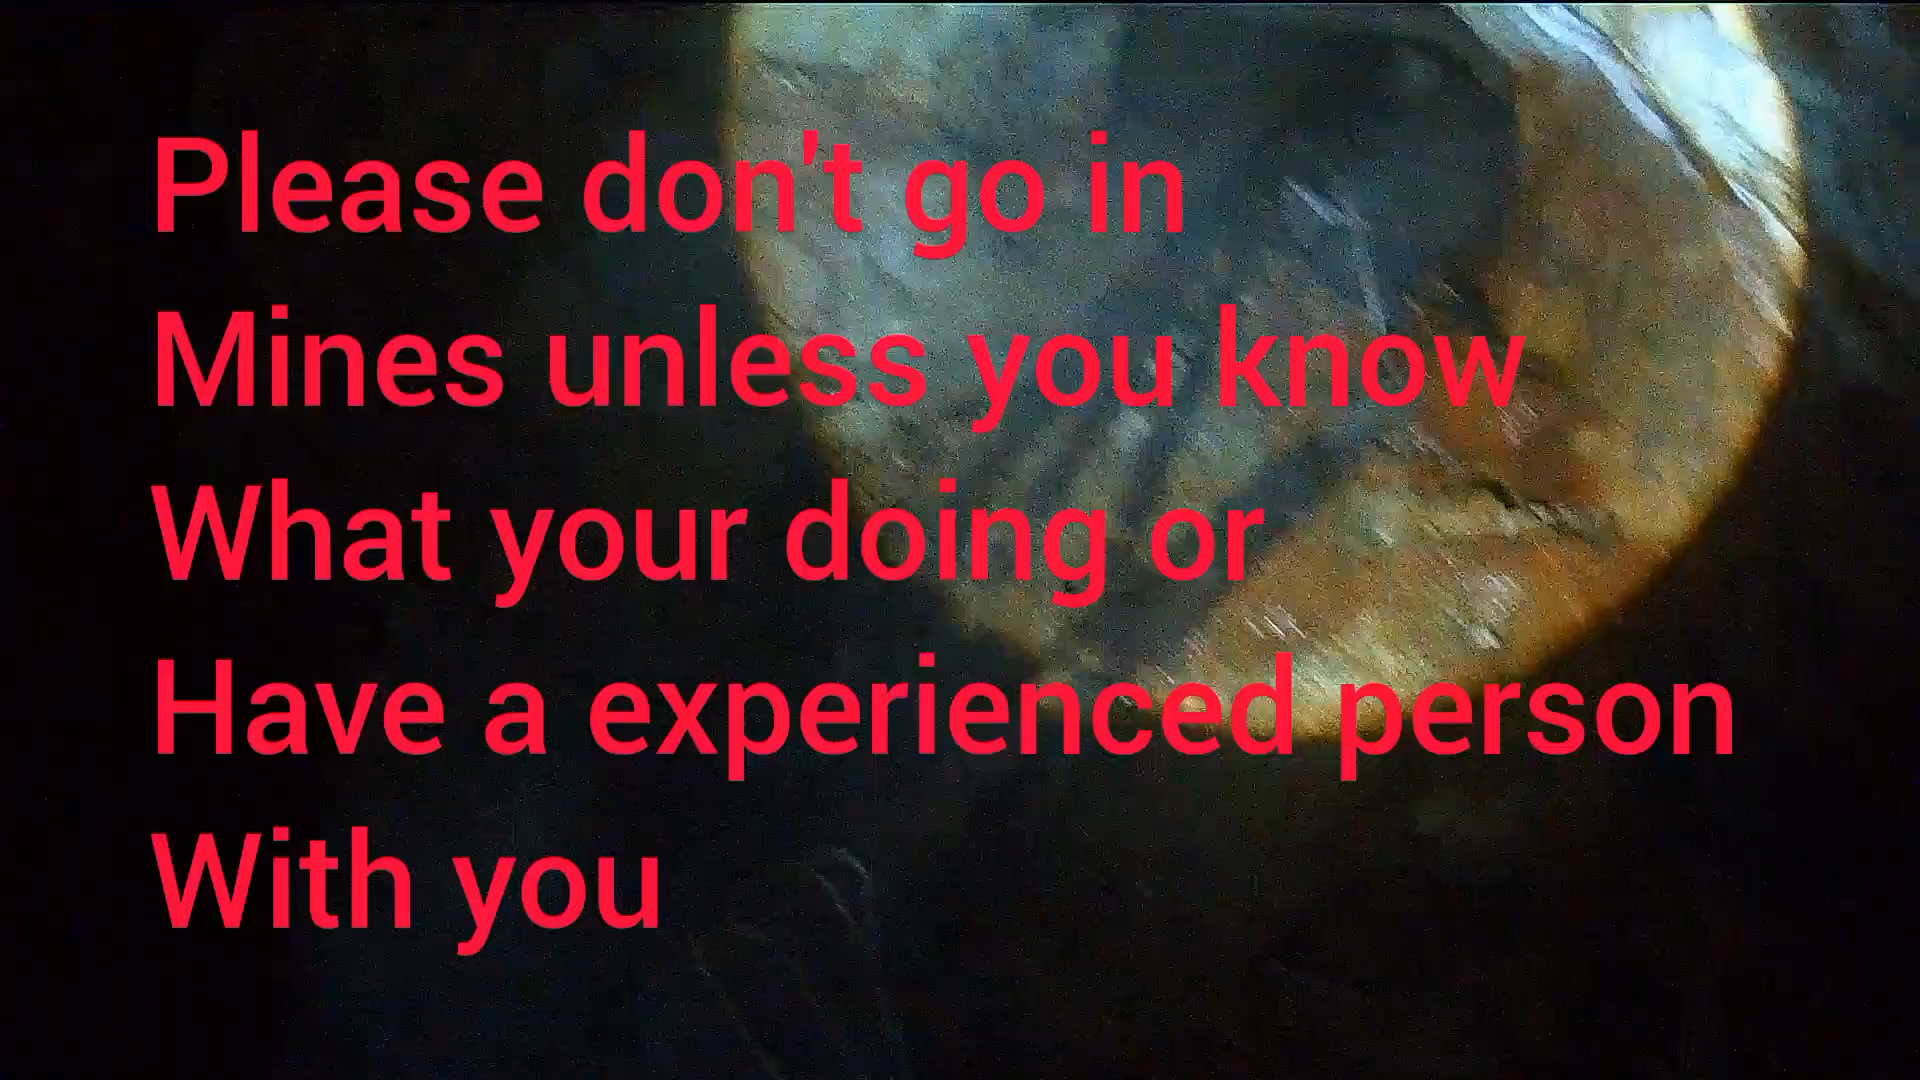 Please don't go in
Mines unless you know
What your doing or
Have a experienced person
With you